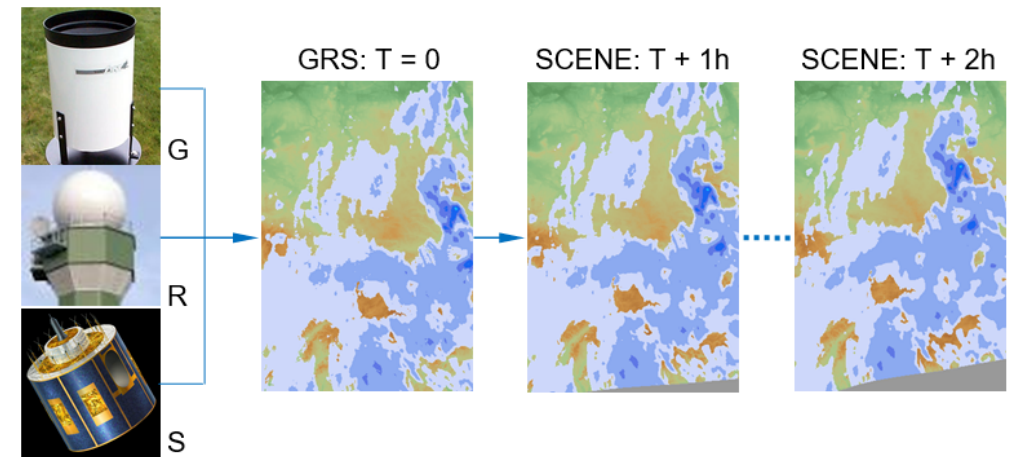 GRS: T = 0
SCENE: T + 1h
SCENE: T + 2h
G
R
S